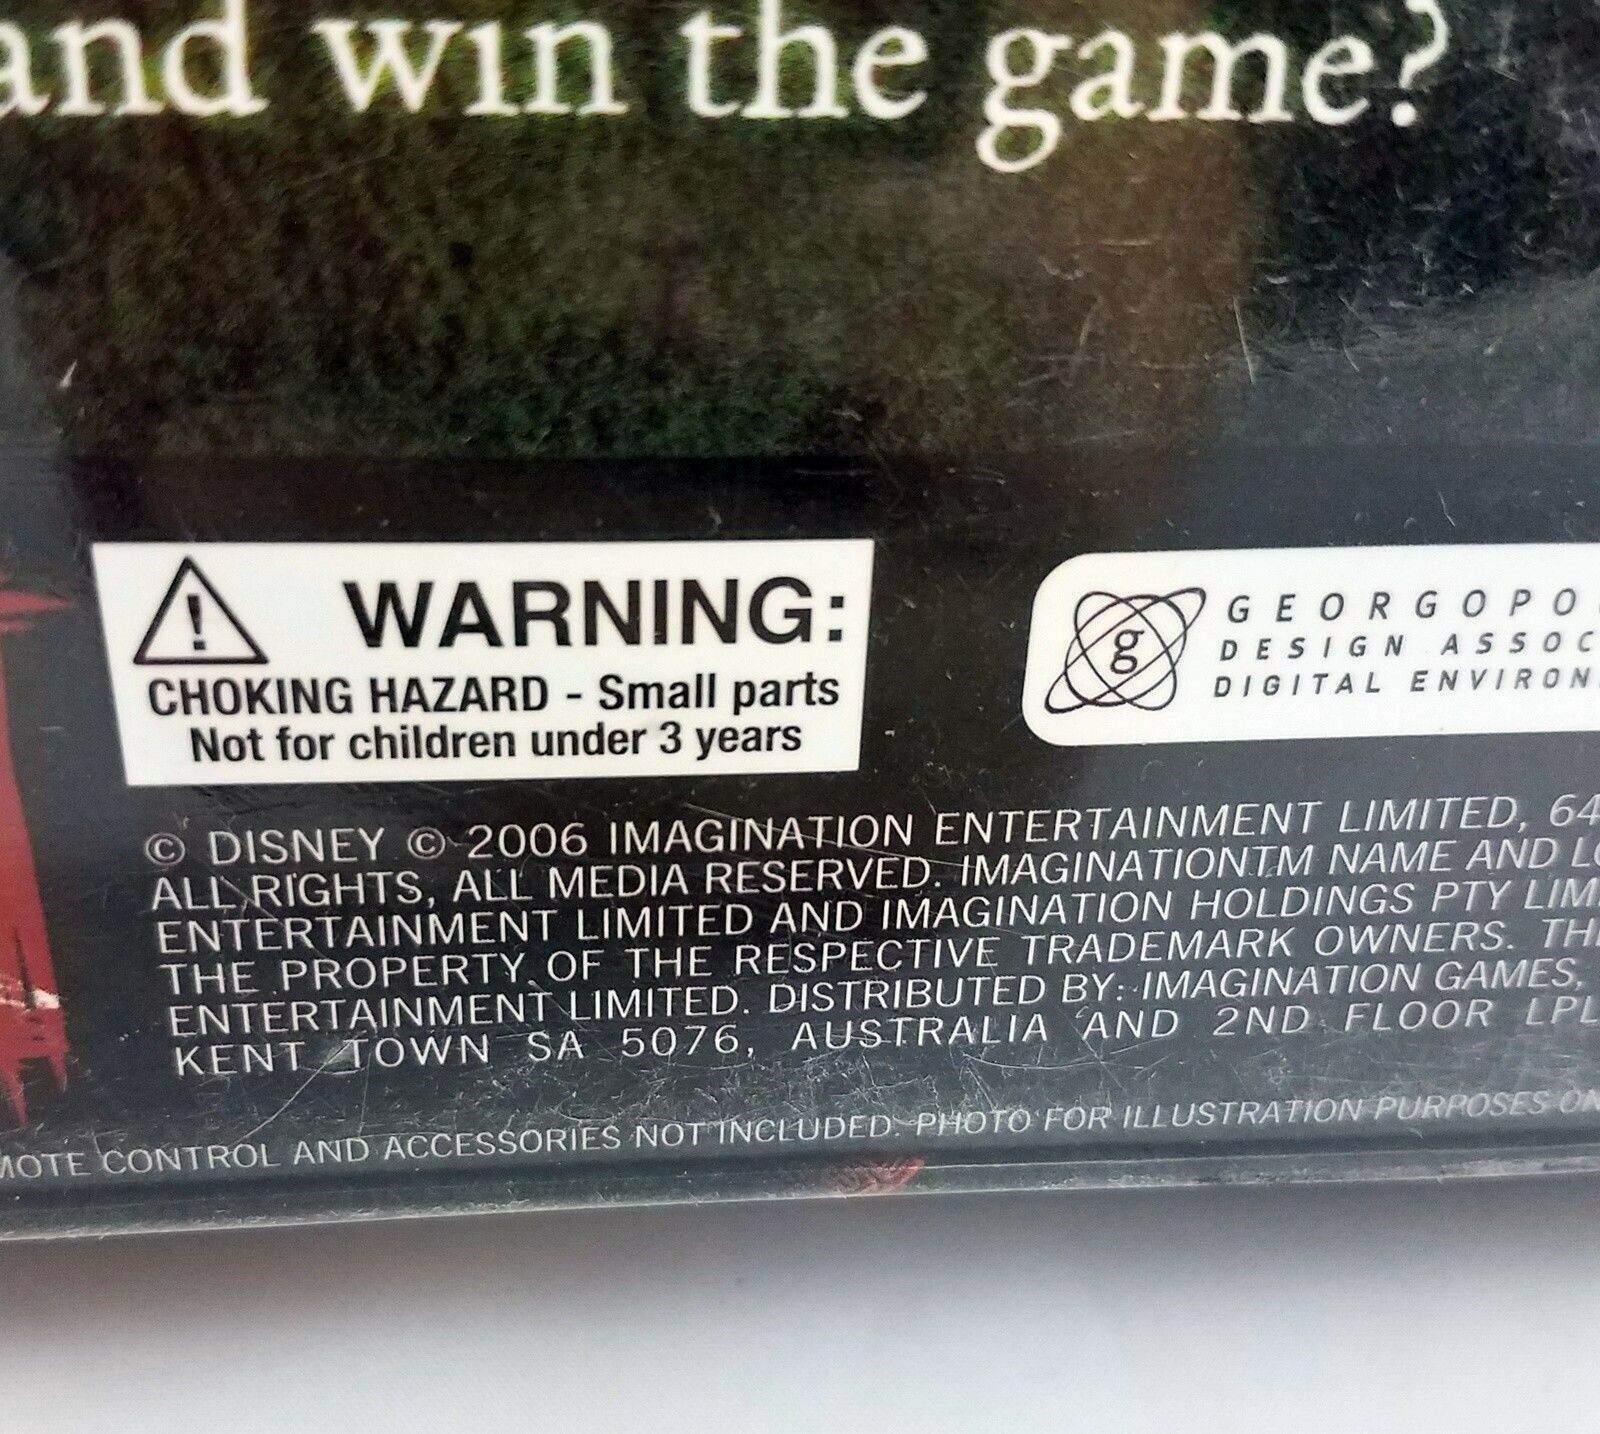 and win the game?
WARNING:
CHOKING HAZARD - Small parts
Not for children under 3 years
g
GEORGOPO
DESIGN ASSOC
DIGITAL ENVIRON
© DISNEY © 2006 IMAGINATION ENTERTAINMENT LIMITED, 64
ALL RIGHTS, ALL MEDIA RESERVED. IMAGINATIONTM NAME AND LO
ENTERTAINMENT LIMITED AND IMAGINATION HOLDINGS PTY LIM
THE PROPERTY OF THE RESPECTIVE TRADEMARK OWNERS. TH
ENTERTAINMENT LIMITED. DISTRIBUTED BY: IMAGINATION GAMES,
KENT TOWN SA 5076, AUSTRALIA AND 2ND FLOOR LPL
MOTE CONTROL AND ACCESSORIES NOT INCLUDED. PHOTO FOR ILLUSTRATION PURPOSES ON